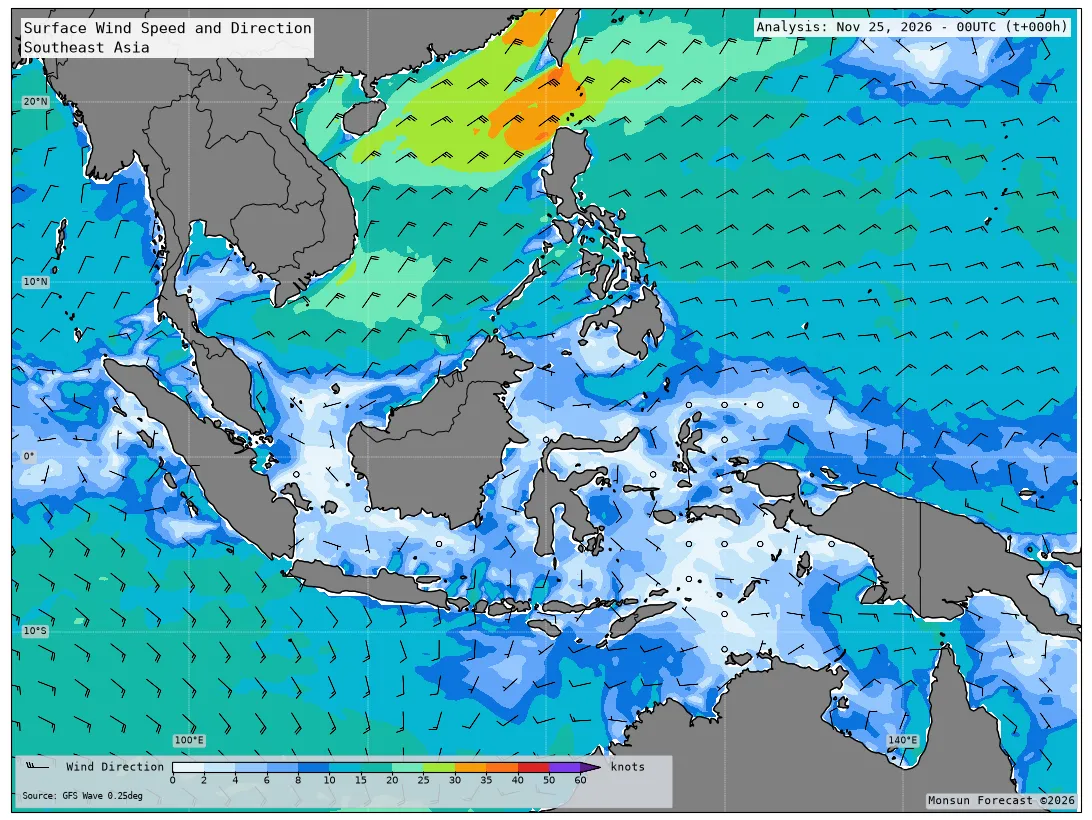 Surface Wind Speed and Direction
Southeast Asia
Analysis: Nov 25, 2026 - 00UTC (t+000h)
20°N
10°N
0°
10°S
100°E
140°E
Wind Direction
0 2 4 6 8 10 15 20 25 30 35 40 50 60
knots
Source: GFS Wave 0.25deg
Monsun Forecast ©2026